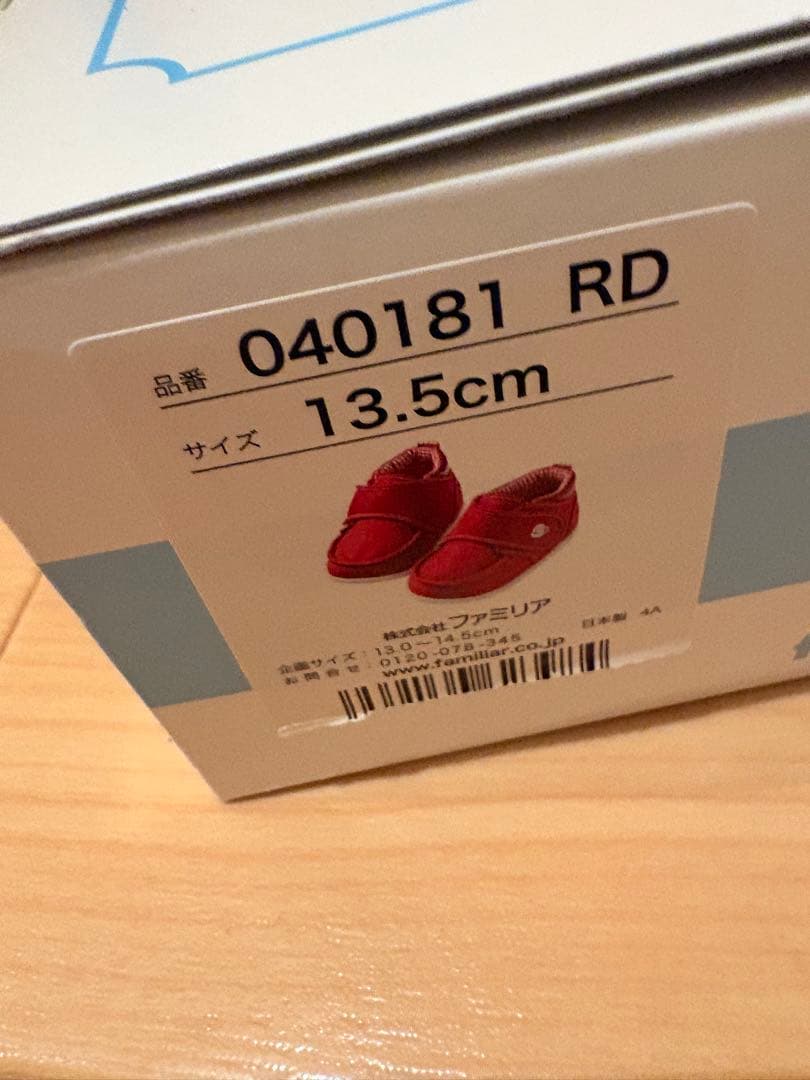 品番 040181 RD
サイズ 13.5cm
株式会社 ファミリア
企画サイズ：13.0～14.5cm 日本製 4A
お問合せ：0120-078-345
www.familiar.co.jp